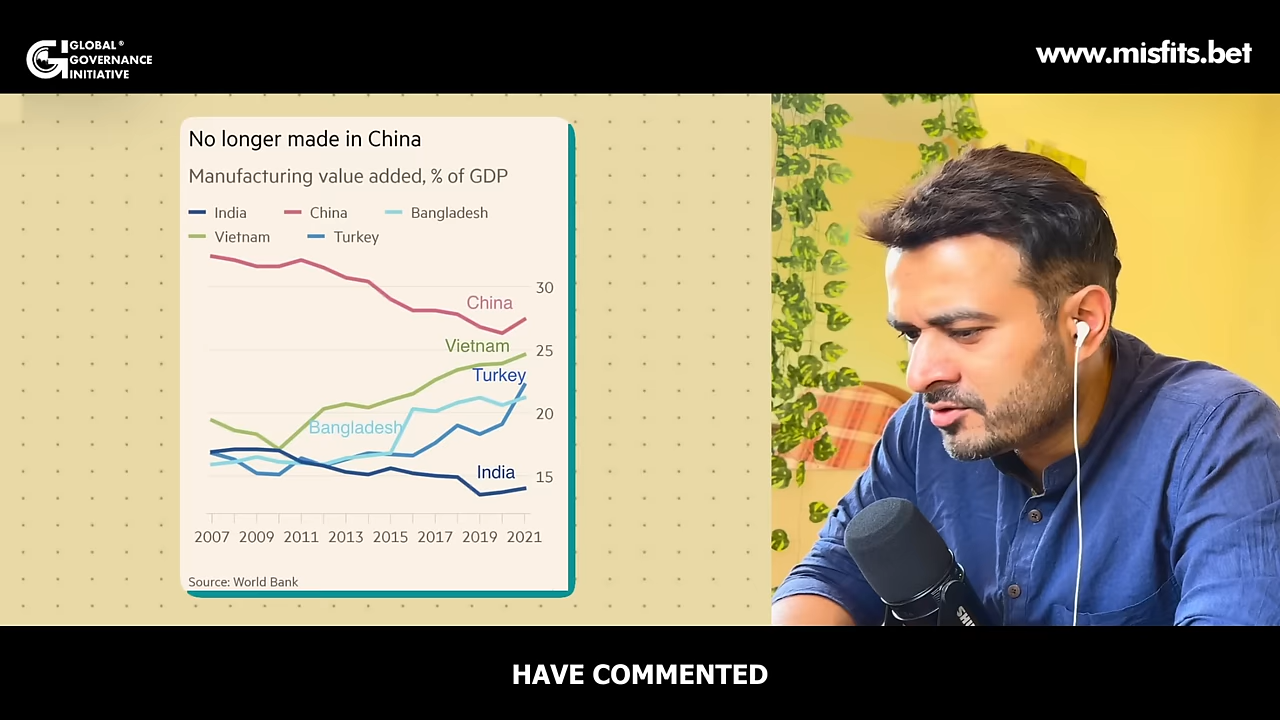 GLOBAL®
GOVERNANCE
INITIATIVE
www.misfits.bet
No longer made in China
Manufacturing value added, % of GDP
India China Bangladesh
Vietnam Turkey
30
China
Vietnam
25
Turkey
20
Bangladesh
India
15
2007 2009 2011 2013 2015 2017 2019 2021
Source: World Bank
HAVE COMMENTED